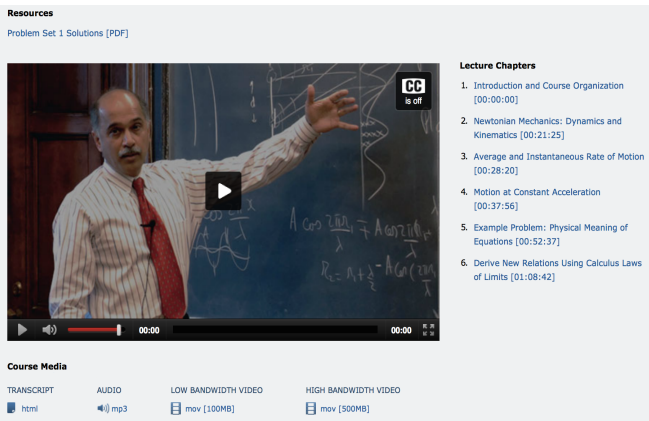 Resources
Problem Set 1 Solutions [PDF]
CC
is off
A cos 2πr₁/λ
00:00
00:00
Lecture Chapters
1. Introduction and Course Organization
[00:00:00]
2. Newtonian Mechanics: Dynamics and
Kinematics [00:21:25]
3. Average and Instantaneous Rate of Motion
[00:28:20]
4. Motion at Constant Acceleration
[00:37:56]
5. Example Problem: Physical Meaning of
Equations [00:52:37]
6. Derive New Relations Using Calculus Laws
of Limits [01:08:42]
Course Media
TRANSCRIPT AUDIO LOW BANDWIDTH VIDEO HIGH BANDWIDTH VIDEO
html mp3 mov [100MB] mov [500MB]